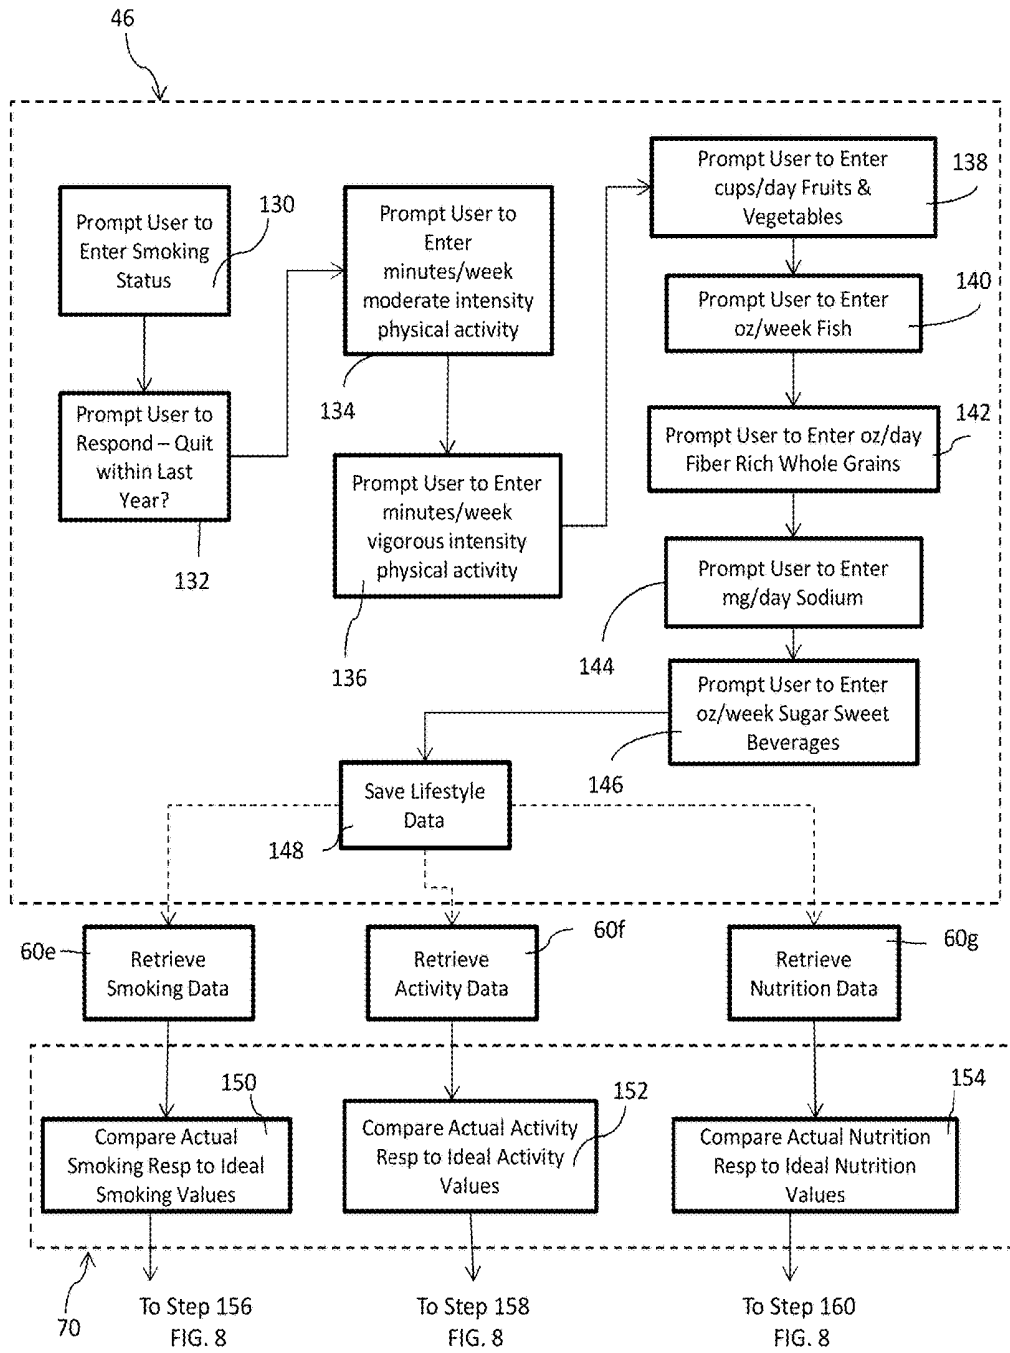 46
Prompt User to
Enter Smoking
Status
130
Prompt User to
Respond – Quit
within Last
Year?
132
Prompt User to
Enter
minutes/week
moderate intensity
physical activity
134
Prompt User to Enter
minutes/week
vigorous intensity
physical activity
136
Prompt User to Enter
cups/day Fruits &
Vegetables
138
Prompt User to Enter
oz/week Fish
140
Prompt User to Enter oz/day
Fiber Rich Whole Grains
142
Prompt User to Enter
mg/day Sodium
144
Prompt User to Enter
oz/week Sugar Sweet
Beverages
146
Save Lifestyle
Data
148
60e
Retrieve
Smoking Data
Retrieve
Activity Data
60f
Retrieve
Nutrition Data
60g
150
Compare Actual
Smoking Resp to Ideal
Smoking Values
152
Compare Actual Activity
Resp to Ideal Activity
Values
154
Compare Actual Nutrition
Resp to Ideal Nutrition
Values
70
To Step 156
FIG. 8
To Step 158
FIG. 8
To Step 160
FIG. 8